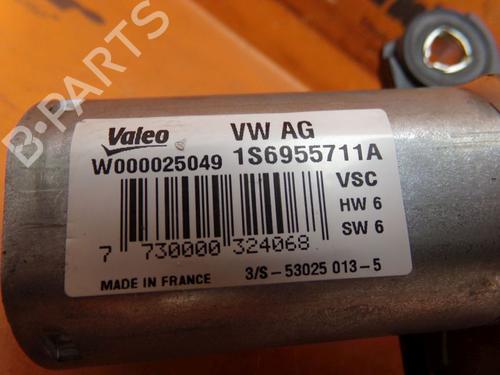 Valeo VW AG
W000025049 1S6955711A
VSC
HW 6
SW 6
7 730000 324068
MADE IN FRANCE 3/S-53025 013-5
B-PARTS